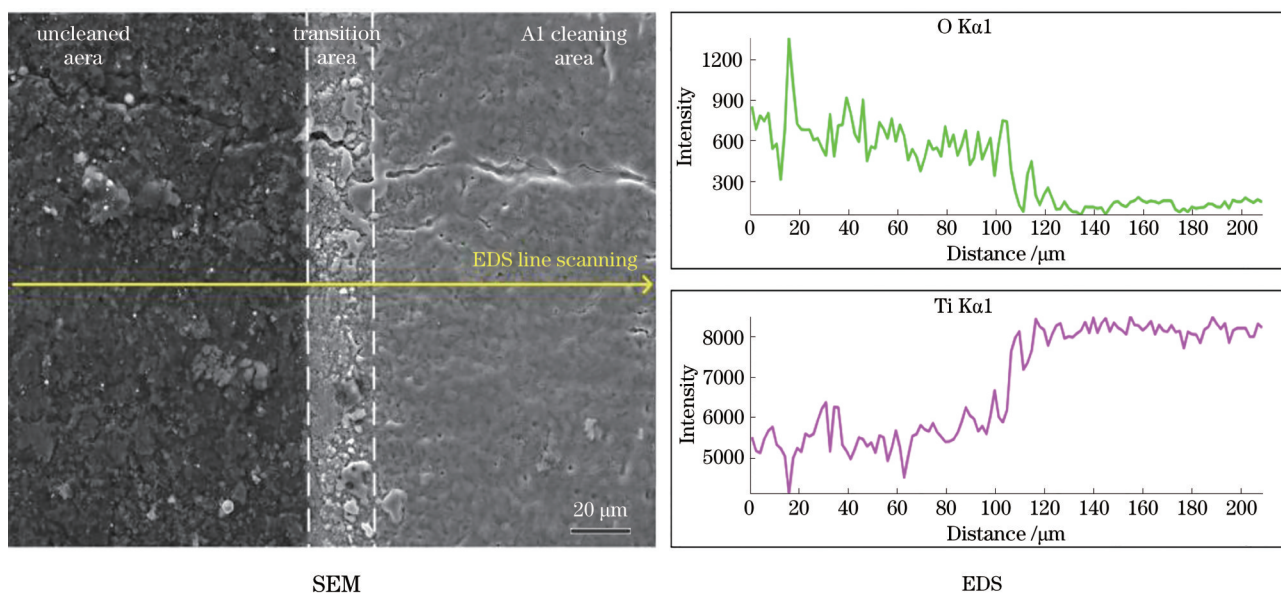 uncleaned
aera
transition
area
A1 cleaning
area
EDS line scanning
20 μm
SEM
O Kα1
Intensity
1200
900
600
300
0 20 40 60 80 100 120 140 160 180 200
Distance /μm
Ti Kα1
Intensity
8000
7000
6000
5000
0 20 40 60 80 100 120 140 160 180 200
Distance /μm
EDS